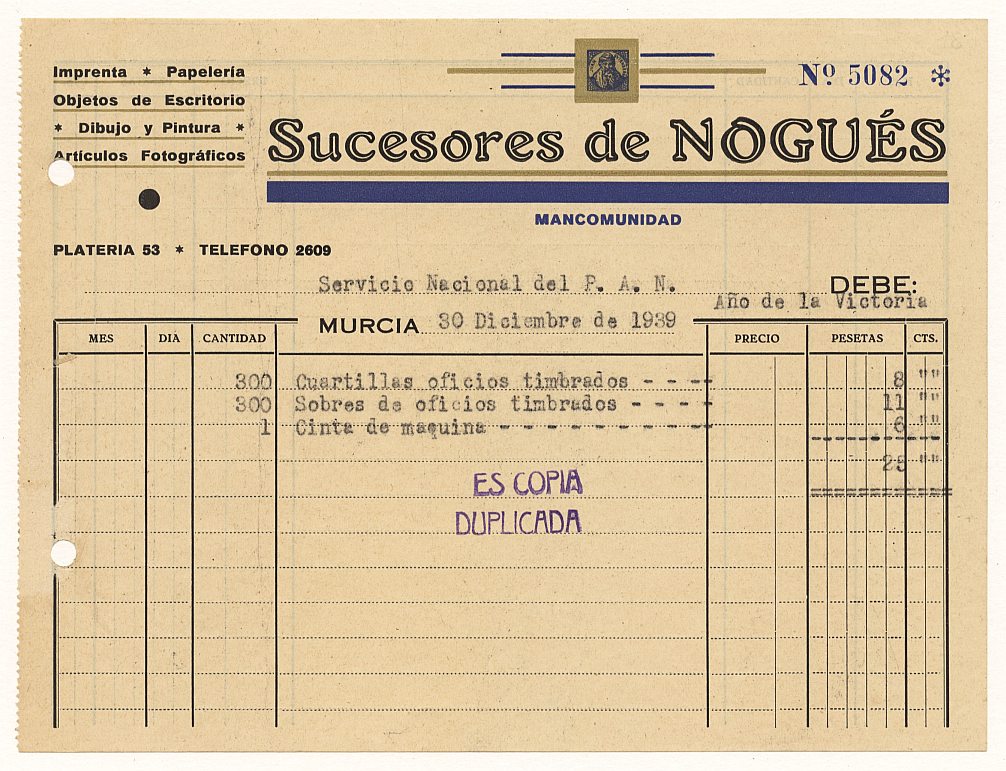 Imprenta * Papelería
Objetos de Escritorio
* Dibujo y Pintura *
Artículos Fotográficos
Nº 5082 *
Sucesores de NOGUÉS
MANCOMUNIDAD
PLATERIA 53 * TELEFONO 2609
Servicio Nacional del P. A. N. DEBE:
Año de la Victoria
MURCIA 30 Diciembre de 1939
MES DIA CANTIDAD PRECIO PESETAS CTS.
300 Cuartillas oficios timbrados - - -- 8 ""
300 Sobres de oficios timbrados - - - - 11 ""
1 Cinta de maquina - - - - - - - - - -- 6 ""
25 ""
ES COPIA
DUPLICADA